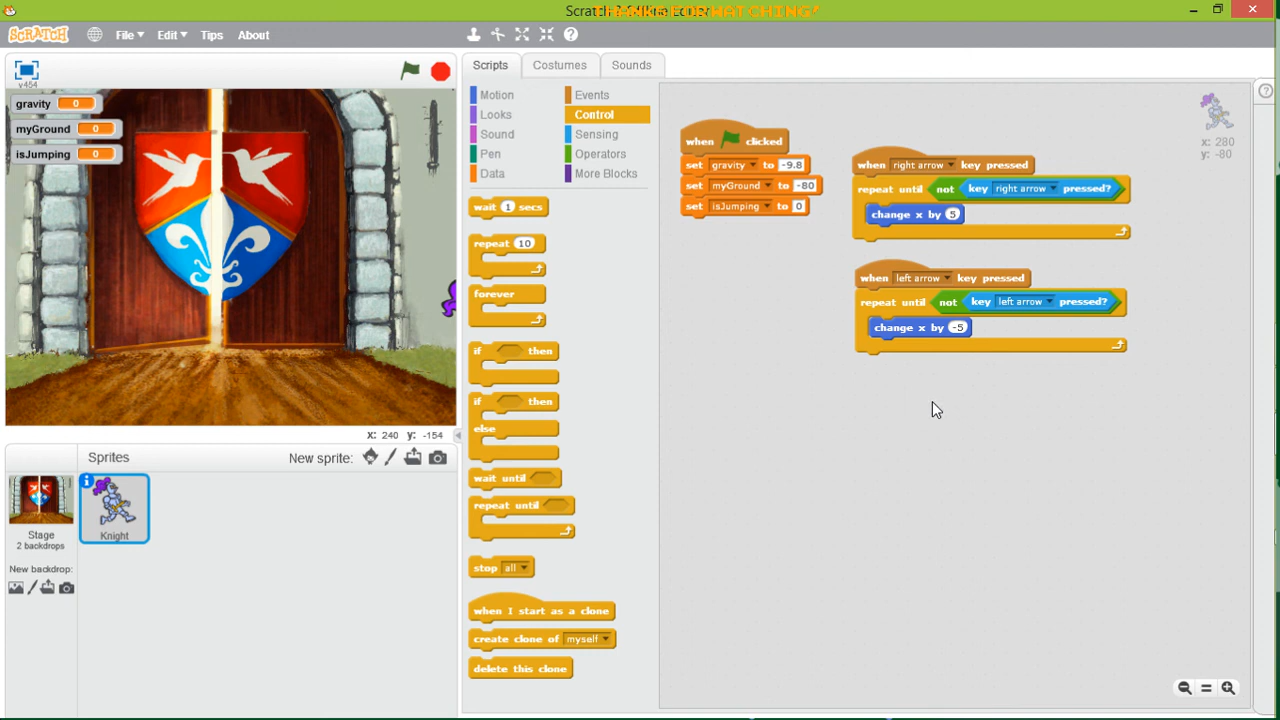 Scratch 2 Offline Editor
THANKS FOR WATCHING!
SCRATCH File Edit Tips About
v454
gravity 0
myGround 0
isJumping 0
x: 240 y: -154
Sprites New sprite:
Stage
2 backdrops
New backdrop:
Knight
Scripts Costumes Sounds
Motion Events
Looks Control
Sound Sensing
Pen Operators
Data More Blocks
wait 1 secs
repeat 10
forever
if then
if then
else
wait until
repeat until
stop all
when I start as a clone
create clone of myself
delete this clone
when clicked
set gravity to -9.8
set myGround to -80
set isJumping to 0
when right arrow key pressed
repeat until not key right arrow pressed?
change x by 5
when left arrow key pressed
repeat until not key left arrow pressed?
change x by -5
x: 280
y: -80